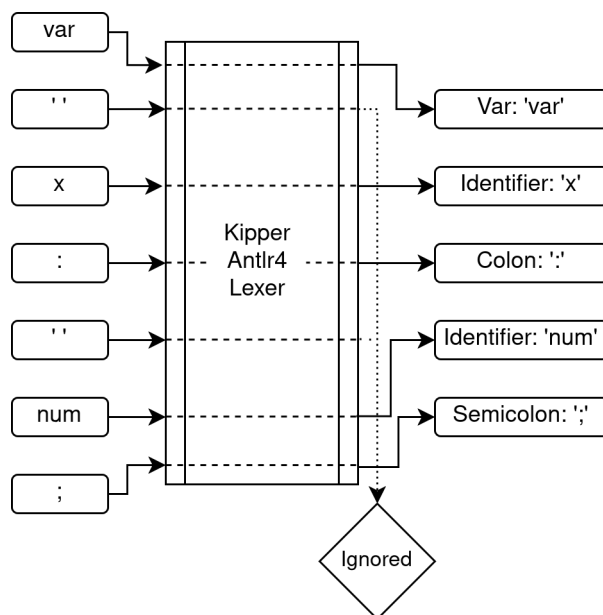 var
' '
x
:
' '
num
;
Kipper
Antlr4
Lexer
Var: 'var'
Identifier: 'x'
Colon: ':'
Identifier: 'num'
Semicolon: ';'
Ignored